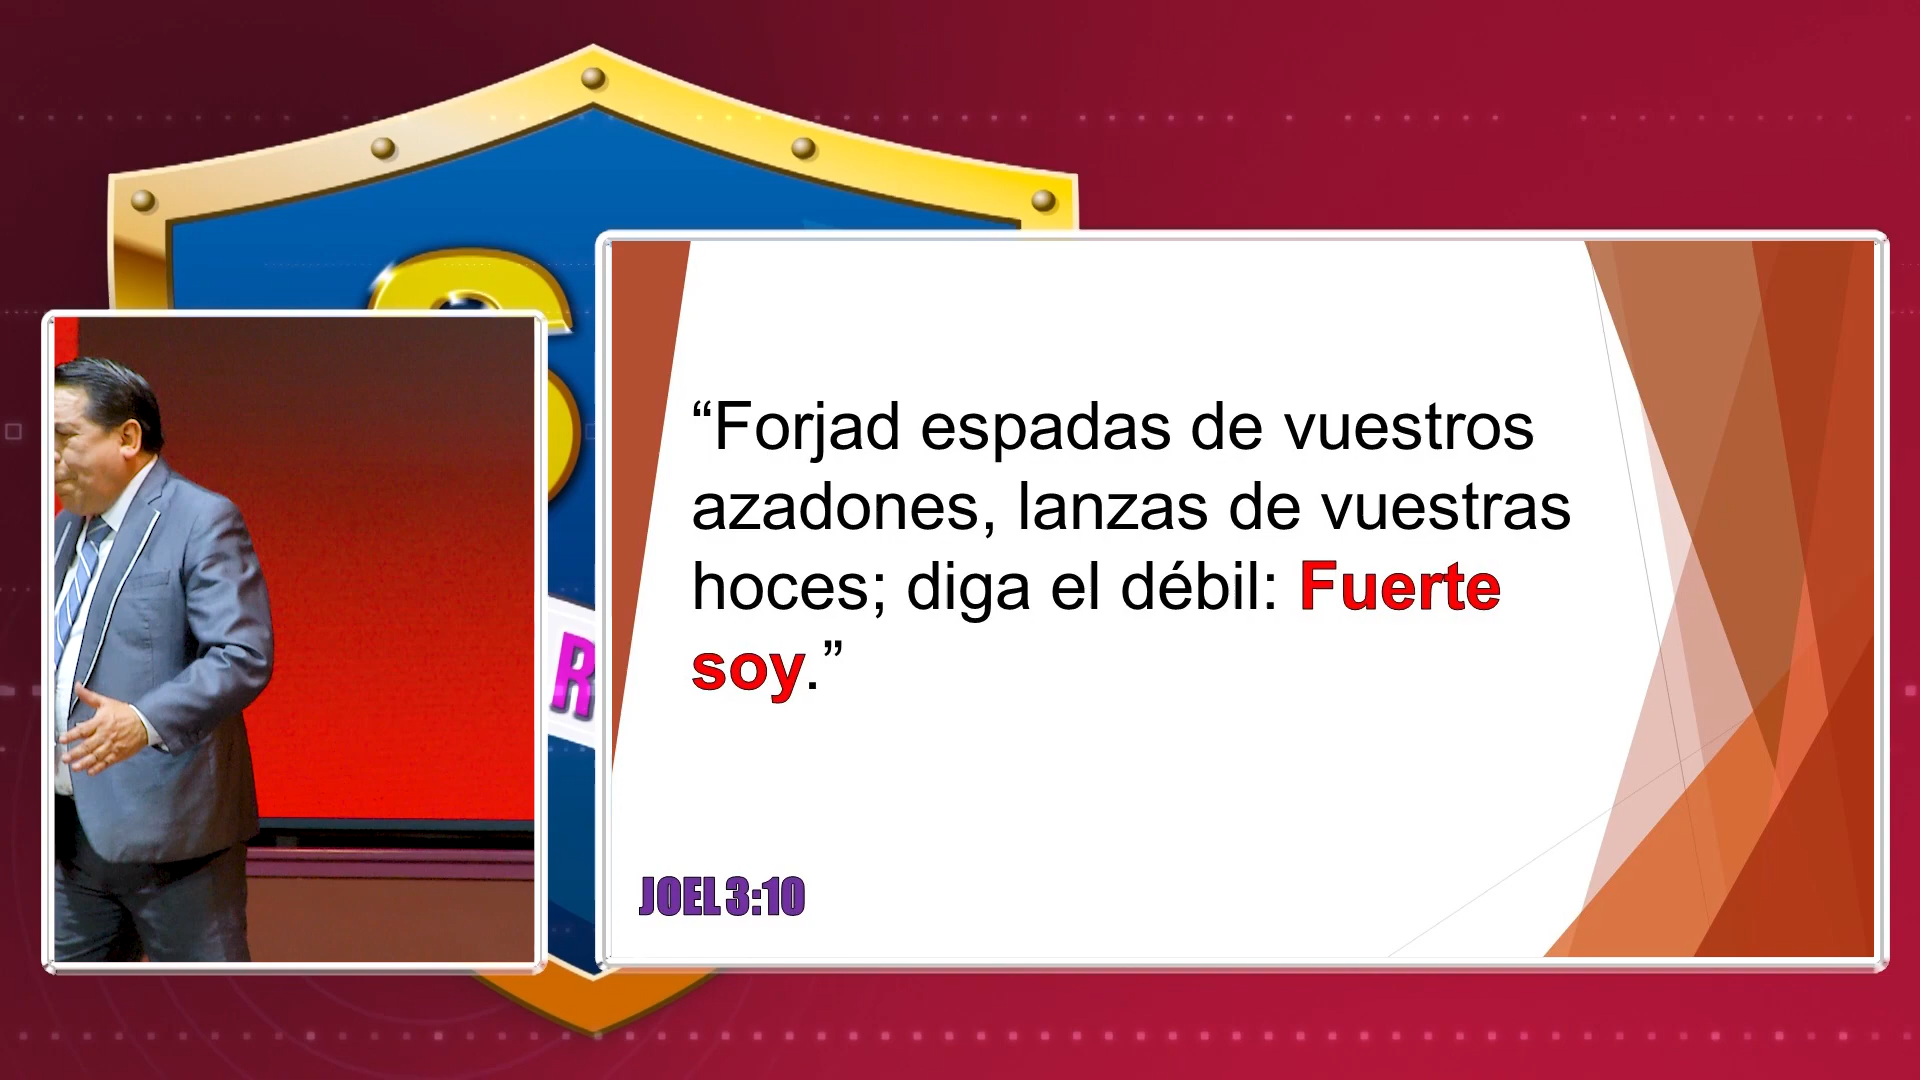 “Forjad espadas de vuestros
azadones, lanzas de vuestras
hoces; diga el débil: Fuerte
soy.”
JOEL 3:10